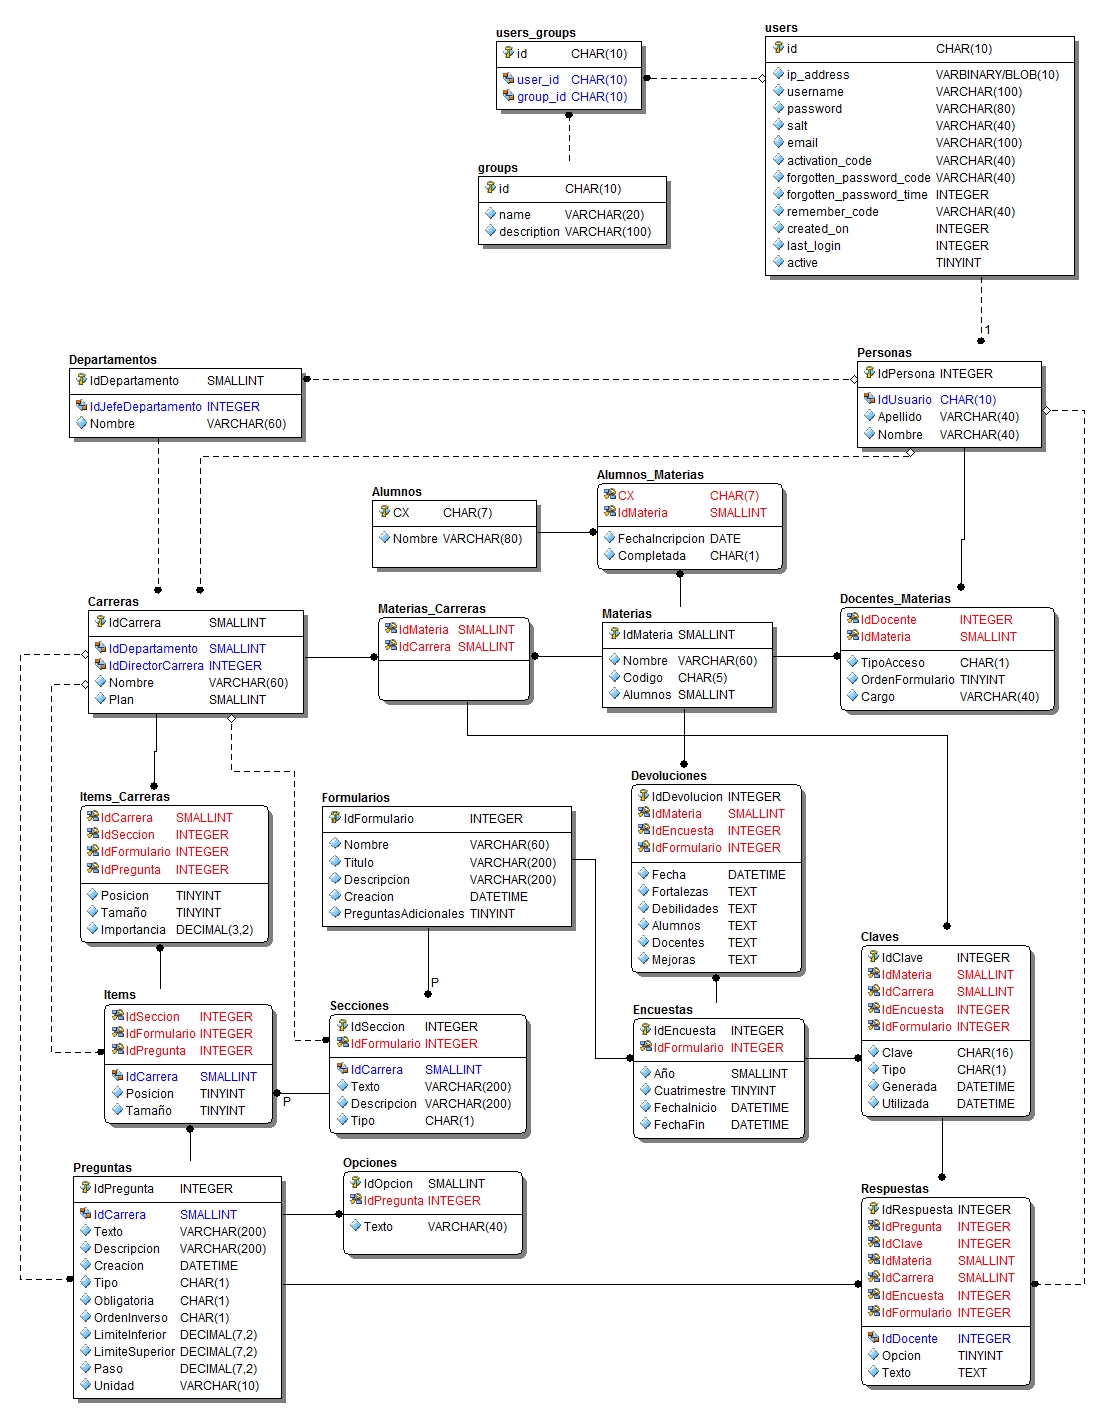 users_groups
id CHAR(10)
user_id CHAR(10)
group_id CHAR(10)
users
id CHAR(10)
ip_address VARBINARY/BLOB(10)
username VARCHAR(100)
password VARCHAR(80)
salt VARCHAR(40)
email VARCHAR(100)
activation_code VARCHAR(40)
forgotten_password_code VARCHAR(40)
forgotten_password_time INTEGER
remember_code VARCHAR(40)
created_on INTEGER
last_login INTEGER
active TINYINT
groups
id CHAR(10)
name VARCHAR(20)
description VARCHAR(100)
1
Departamentos
IdDepartamento SMALLINT
IdJefeDepartamento INTEGER
Nombre VARCHAR(60)
Personas
IdPersona INTEGER
IdUsuario CHAR(10)
Apellido VARCHAR(40)
Nombre VARCHAR(40)
Alumnos
CX CHAR(7)
Nombre VARCHAR(80)
Alumnos_Materias
CX CHAR(7)
IdMateria SMALLINT
FechaIncripcion DATE
Completada CHAR(1)
Carreras
IdCarrera SMALLINT
IdDepartamento SMALLINT
IdDirectorCarrera INTEGER
Nombre VARCHAR(60)
Plan SMALLINT
Materias_Carreras
IdMateria SMALLINT
IdCarrera SMALLINT
Materias
IdMateria SMALLINT
Nombre VARCHAR(60)
Codigo CHAR(5)
Alumnos SMALLINT
Docentes_Materias
IdDocente INTEGER
IdMateria SMALLINT
TipoAcceso CHAR(1)
OrdenFormulario TINYINT
Cargo VARCHAR(40)
Items_Carreras
IdCarrera SMALLINT
IdSeccion INTEGER
IdFormulario INTEGER
IdPregunta INTEGER
Posicion TINYINT
Tamaño TINYINT
Importancia DECIMAL(3,2)
Formularios
IdFormulario INTEGER
Nombre VARCHAR(60)
Titulo VARCHAR(200)
Descripcion VARCHAR(200)
Creacion DATETIME
PreguntasAdicionales TINYINT
P
Devoluciones
IdDevolucion INTEGER
IdMateria SMALLINT
IdEncuesta INTEGER
IdFormulario INTEGER
Fecha DATETIME
Fortalezas TEXT
Debilidades TEXT
Alumnos TEXT
Docentes TEXT
Mejoras TEXT
Claves
IdClave INTEGER
IdMateria SMALLINT
IdCarrera SMALLINT
IdEncuesta INTEGER
IdFormulario INTEGER
Clave CHAR(16)
Tipo CHAR(1)
Generada DATETIME
Utilizada DATETIME
Items
IdSeccion INTEGER
IdFormulario INTEGER
IdPregunta INTEGER
IdCarrera SMALLINT
Posicion TINYINT
Tamaño TINYINT
P
Secciones
IdSeccion INTEGER
IdFormulario INTEGER
IdCarrera SMALLINT
Texto VARCHAR(200)
Descripcion VARCHAR(200)
Tipo CHAR(1)
Encuestas
IdEncuesta INTEGER
IdFormulario INTEGER
Año SMALLINT
Cuatrimestre TINYINT
FechaInicio DATETIME
FechaFin DATETIME
Preguntas
IdPregunta INTEGER
IdCarrera SMALLINT
Texto VARCHAR(200)
Descripcion VARCHAR(200)
Creacion DATETIME
Tipo CHAR(1)
Obligatoria CHAR(1)
OrdenInverso CHAR(1)
LimiteInferior DECIMAL(7,2)
LimiteSuperior DECIMAL(7,2)
Paso DECIMAL(7,2)
Unidad VARCHAR(10)
Opciones
IdOpcion SMALLINT
IdPregunta INTEGER
Texto VARCHAR(40)
Respuestas
IdRespuesta INTEGER
IdPregunta INTEGER
IdClave INTEGER
IdMateria SMALLINT
IdCarrera SMALLINT
IdEncuesta INTEGER
IdFormulario INTEGER
IdDocente INTEGER
Opcion TINYINT
Texto TEXT